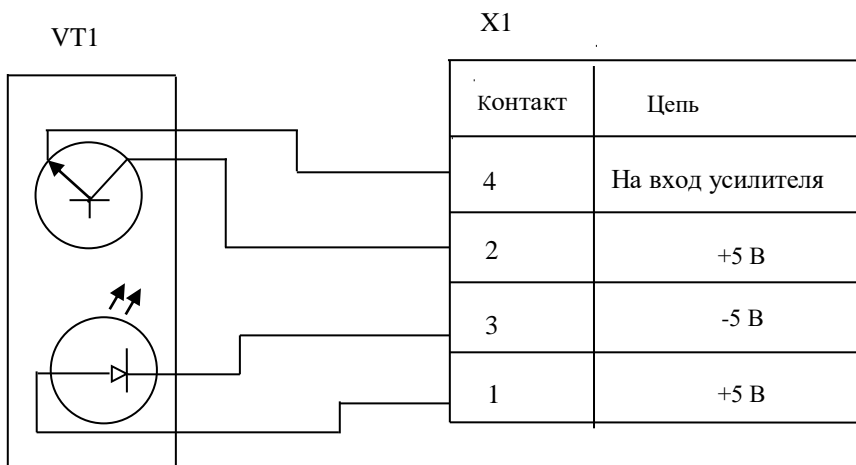 VT1
X1
Контакт Цепь
4 На вход усилителя
2 +5 В
3 -5 В
1 +5 В